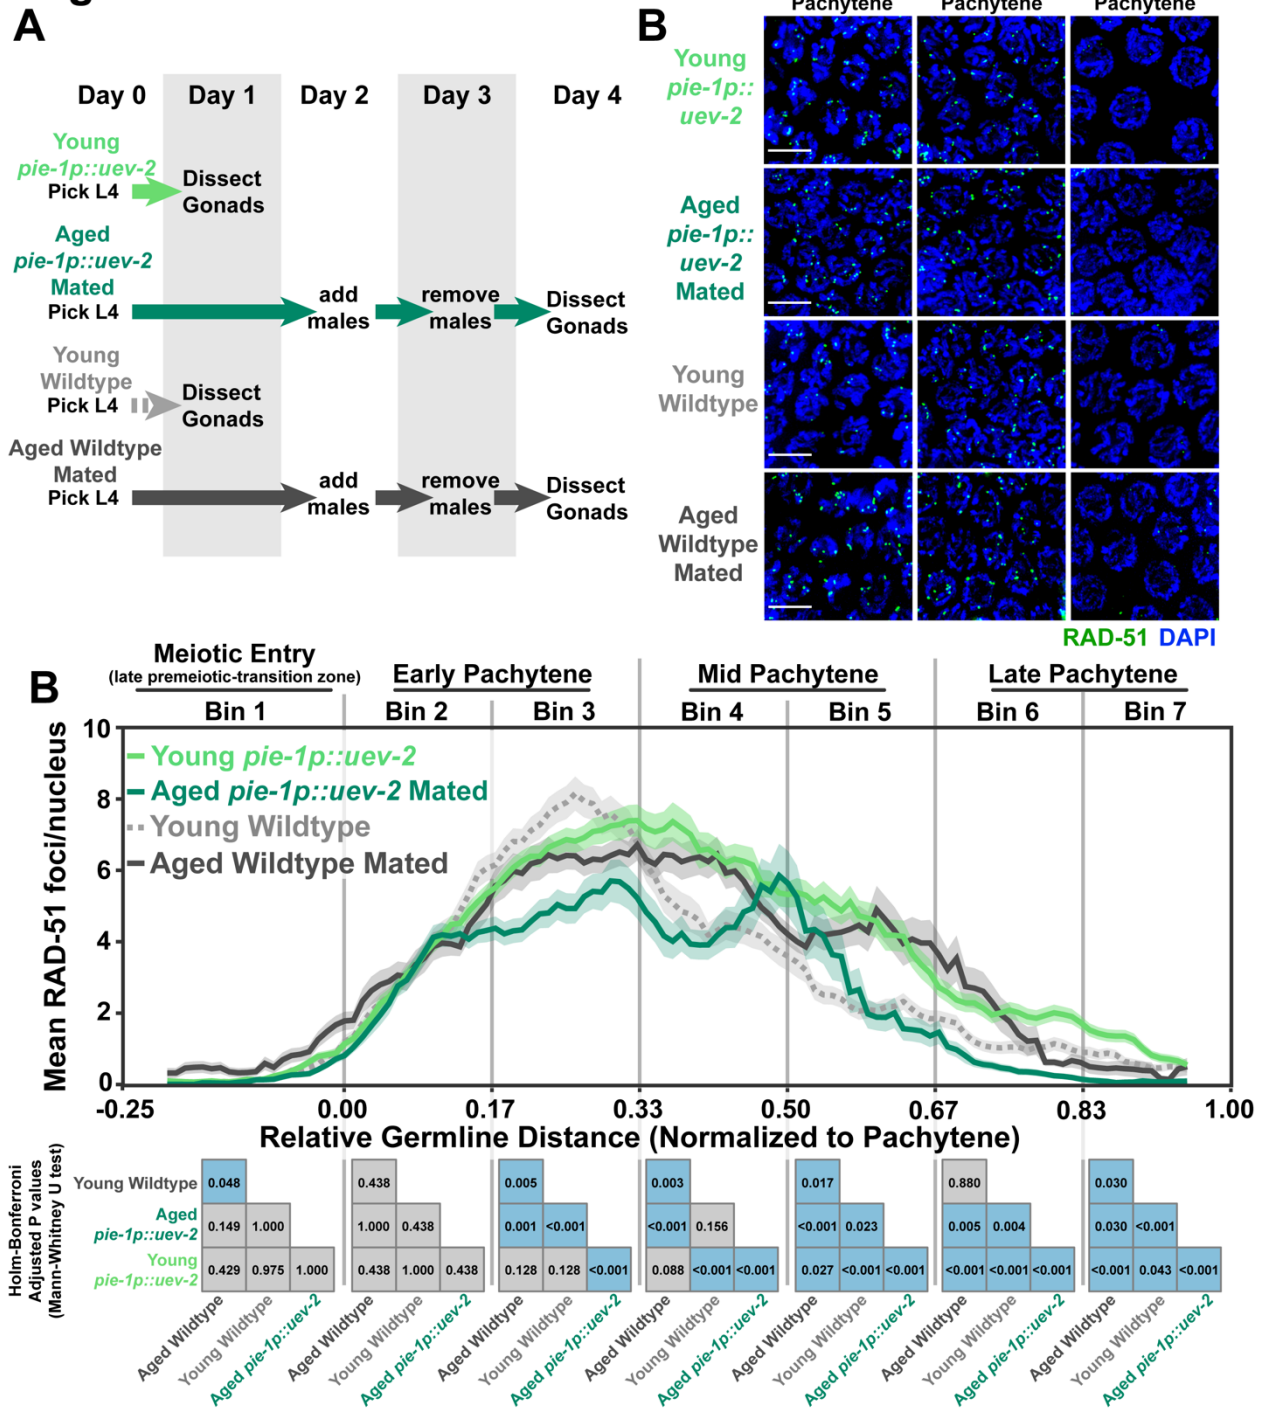 A
Day 0 Day 1 Day 2 Day 3 Day 4
Young
pie-1p::uev-2
Pick L4
Dissect
Gonads
Aged
pie-1p::uev-2
Mated
Pick L4
add
males
remove
males
Dissect
Gonads
Young
Wildtype
Pick L4
Dissect
Gonads
Aged Wildtype
Mated
Pick L4
add
males
remove
males
Dissect
Gonads
B
Pachytene Pachytene Pachytene
Young
pie-1p::
uev-2
Aged
pie-1p::
uev-2
Mated
Young
Wildtype
Aged
Wildtype
Mated
RAD-51 DAPI
B
Meiotic Entry
(late premeiotic-transition zone)
Early Pachytene
Mid Pachytene
Late Pachytene
Bin 1 Bin 2 Bin 3 Bin 4 Bin 5 Bin 6 Bin 7
Mean RAD-51 foci/nucleus
10
8
6
4
2
0
Young pie-1p::uev-2
Aged pie-1p::uev-2 Mated
Young Wildtype
Aged Wildtype Mated
-0.25 0.00 0.17 0.33 0.50 0.67 0.83 1.00
Relative Germline Distance (Normalized to Pachytene)
Holm-Bonferroni
Adjusted P values
(Mann-Whitney U test)
Young Wildtype 0.048 0.438 0.005 0.003 0.017 0.880 0.030
Aged
pie-1p::uev-2
0.149 1.000 1.000 0.438 0.001 <0.001 <0.001 0.156 <0.001 0.023 0.005 0.004 0.030 <0.001
Young
pie-1p::uev-2
0.429 0.975 1.000 0.438 1.000 0.438 0.128 0.128 <0.001 0.088 <0.001 <0.001 0.027 <0.001 <0.001 <0.001 <0.001 <0.001 <0.001 0.043 <0.001
Aged Wildtype
Young Wildtype
Aged pie-1p::uev-2
Aged Wildtype
Young Wildtype
Aged pie-1p::uev-2
Aged Wildtype
Young Wildtype
Aged pie-1p::uev-2
Aged Wildtype
Young Wildtype
Aged pie-1p::uev-2
Aged Wildtype
Young Wildtype
Aged pie-1p::uev-2
Aged Wildtype
Young Wildtype
Aged pie-1p::uev-2
Aged Wildtype
Young Wildtype
Aged pie-1p::uev-2